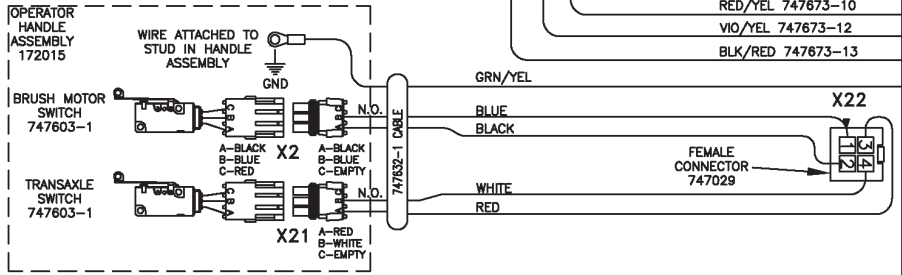 OPERATOR
HANDLE
ASSEMBLY
172015
WIRE ATTACHED TO
STUD IN HANDLE
ASSEMBLY
GND
RED/YEL 747673-10
VIO/YEL 747673-12
BLK/RED 747673-13
GRN/YEL
BRUSH MOTOR
SWITCH
747603-1
C
B
A
C
B
A
N.O.
A-BLACK
B-BLUE
C-RED
X2
A-BLACK
B-BLUE
C-EMPTY
747632-1 CABLE
BLUE
BLACK
X22
1
2
3
4
FEMALE
CONNECTOR
747029
TRANSAXLE
SWITCH
747603-1
C
B
A
N.O.
WHITE
RED
X21
A-RED
B-WHITE
C-EMPTY